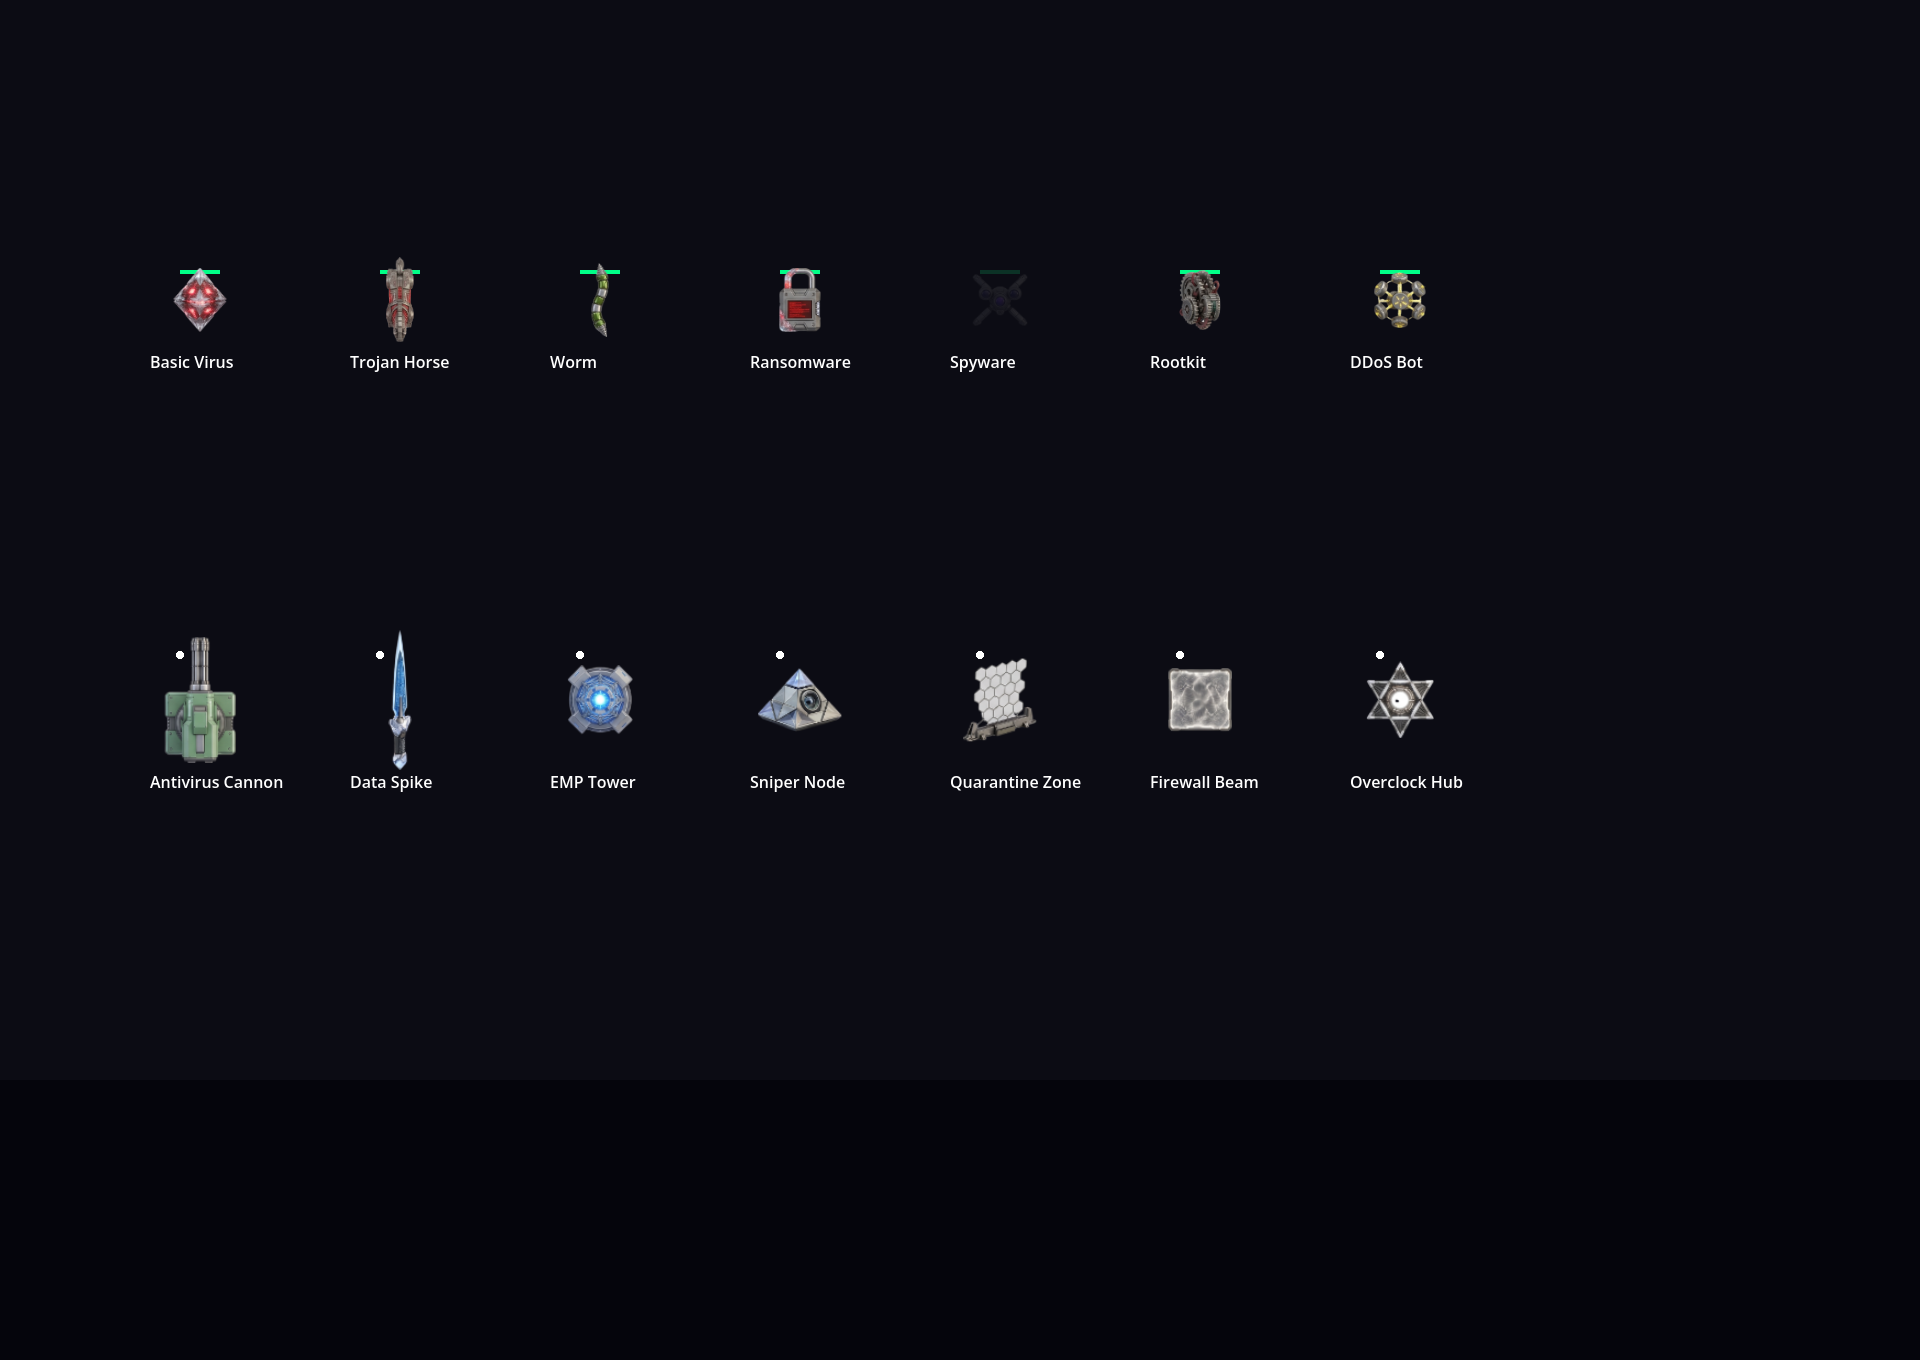 Basic Virus
Trojan Horse
Worm
Ransomware
Spyware
Rootkit
DDoS Bot
Antivirus Cannon
Data Spike
EMP Tower
Sniper Node
Quarantine Zone
Firewall Beam
Overclock Hub